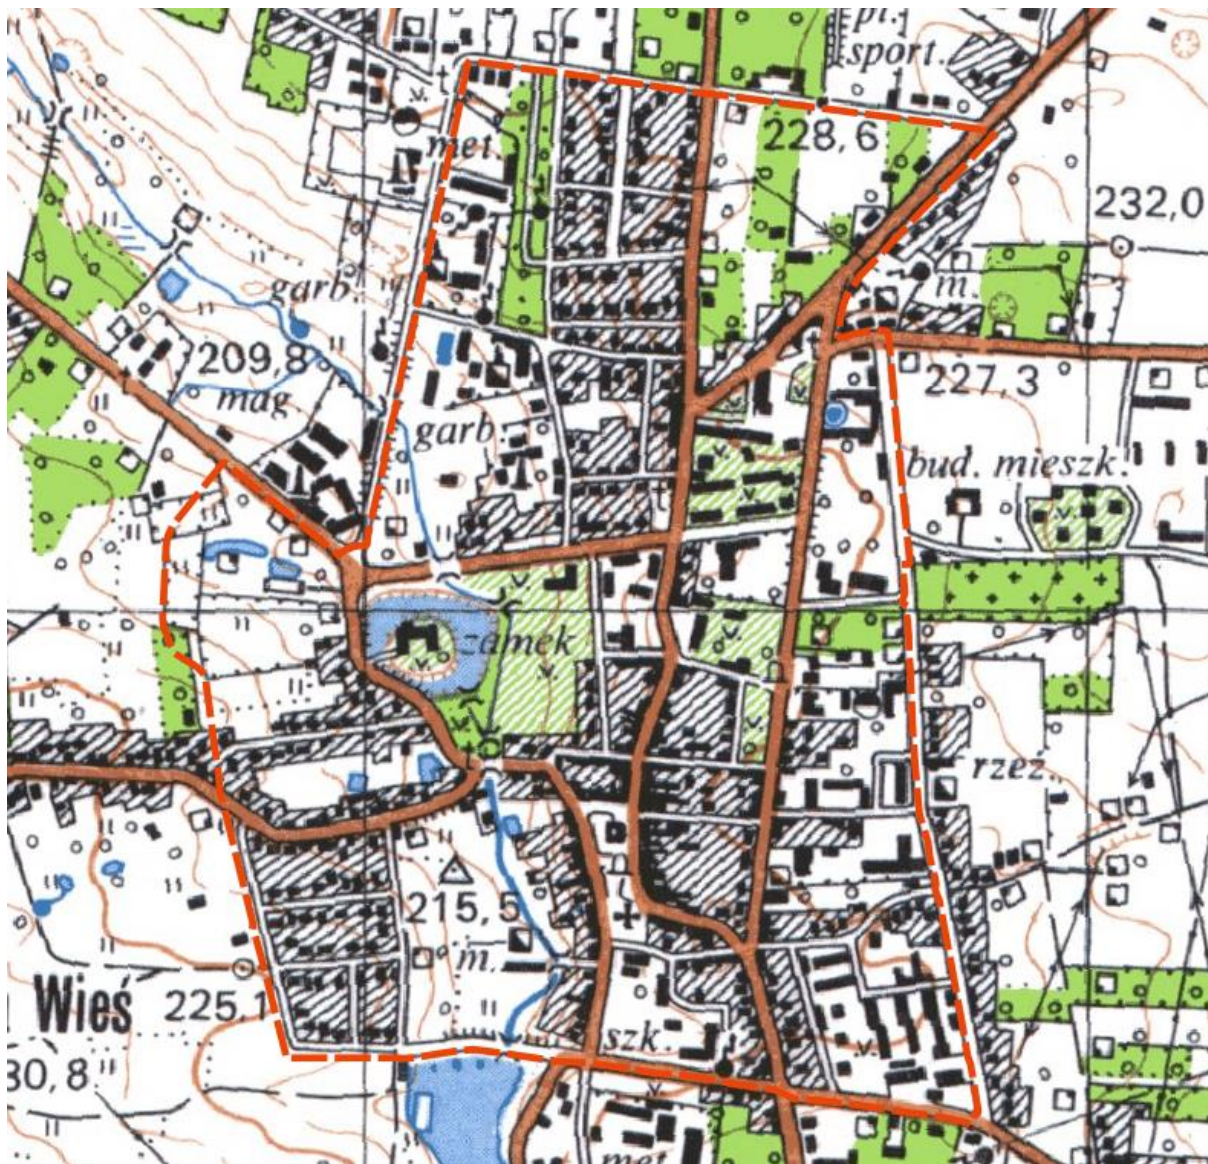 pl.
sport.
228,6
met.
232,0
garb.
m.
209,8
mag
227,3
garb.
bud. mieszk.
t
zamek
t
rzeź.
215,5
m.
Wieś
225,1
szk.
30,8
met.